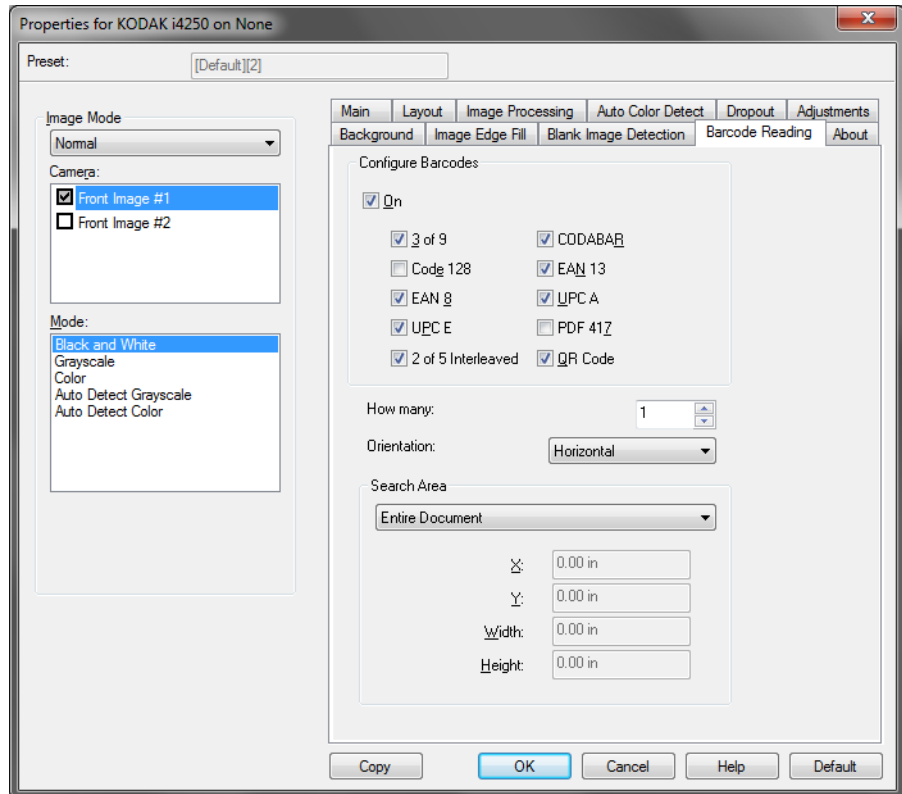 Properties for KODAK i4250 on None
Preset: [Default][2]
Image Mode
Normal
Camera:
Front Image #1
Front Image #2
Mode:
Black and White
Grayscale
Color
Auto Detect Grayscale
Auto Detect Color
Main Layout Image Processing Auto Color Detect Dropout Adjustments
Background Image Edge Fill Blank Image Detection Barcode Reading About
Configure Barcodes
On
3 of 9 CODABAR
Code 128 EAN 13
EAN 8 UPC A
UPC E PDF 417
2 of 5 Interleaved QR Code
How many: 1
Orientation: Horizontal
Search Area
Entire Document
X: 0.00 in
Y: 0.00 in
Width: 0.00 in
Height: 0.00 in
Copy OK Cancel Help Default